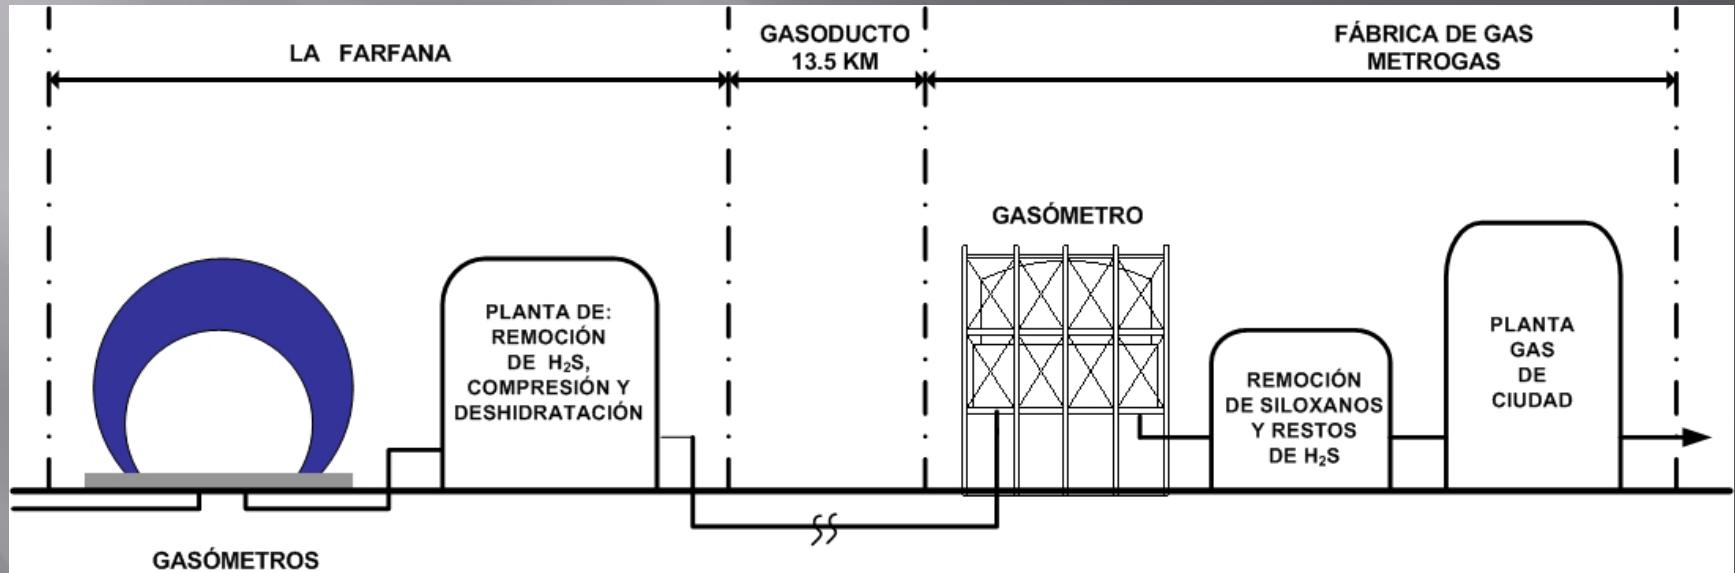 LA FARFANA
GASODUCTO
13.5 KM
FÁBRICA DE GAS
METROGAS
GASÓMETRO
PLANTA DE:
REMOCIÓN
DE H₂S,
COMPRESIÓN Y
DESHIDRATACIÓN
REMOCIÓN
DE SILOXANOS
Y RESTOS
DE H₂S
PLANTA
GAS
DE
CIUDAD
GASÓMETROS